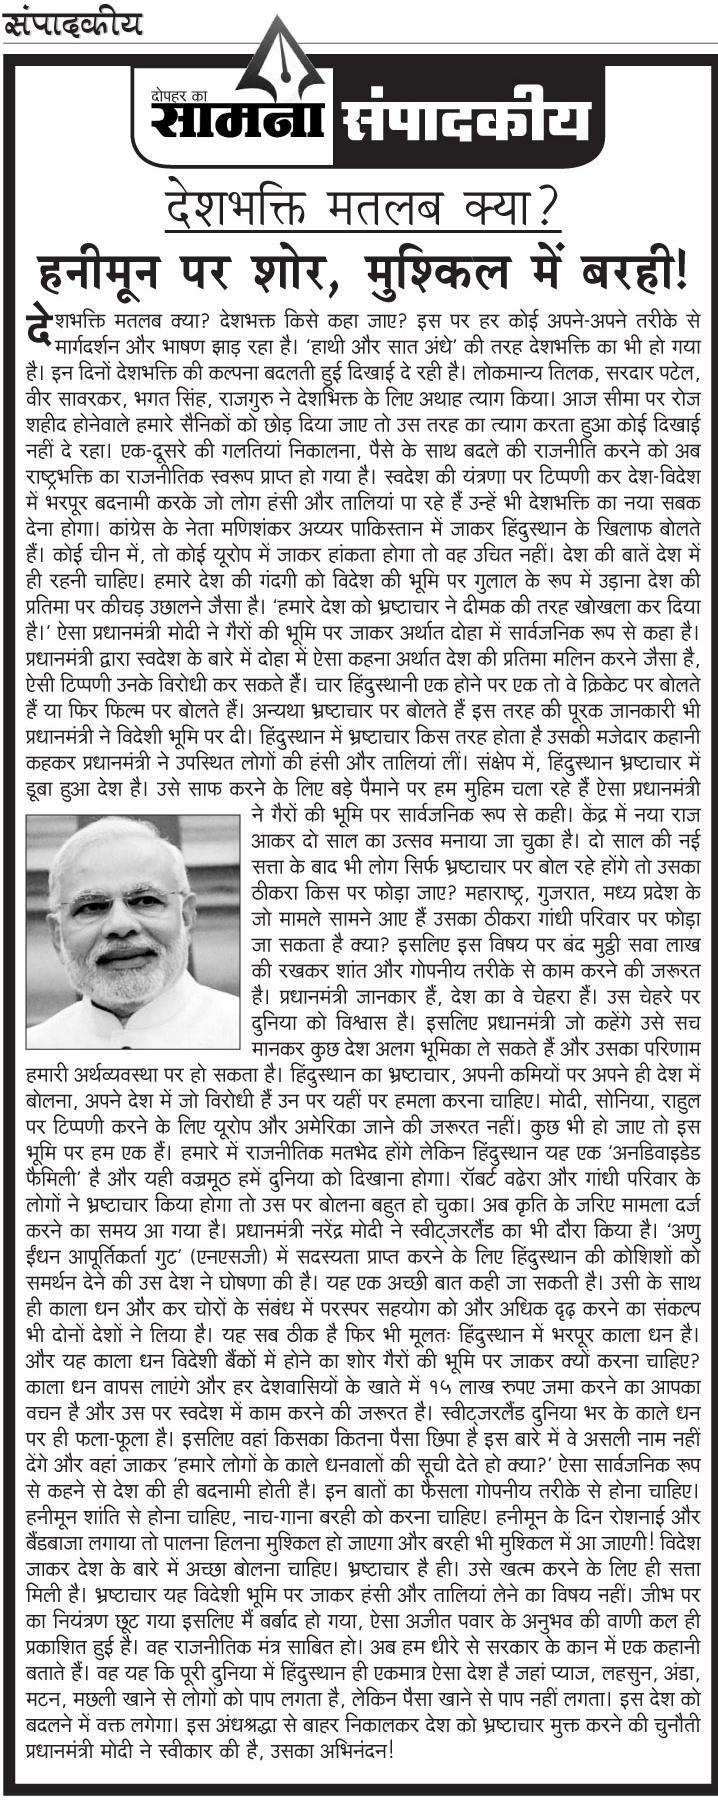 संपादकीय
दोपहर का
सामना संपादकीय
देशभक्ति मतलब क्या?
हनीमून पर शोर, मुश्किल में बरही!
देशभक्ति मतलब क्या? देशभक्त किसे कहा जाए? इस पर हर कोई अपने-अपने तरीके से
मार्गदर्शन और भाषण झाड़ रहा है। ‘हाथी और सात अंधे’ की तरह देशभक्ति का भी हो गया
है। इन दिनों देशभक्ति की कल्पना बदलती हुई दिखाई दे रही है। लोकमान्य तिलक, सरदार पटेल,
वीर सावरकर, भगत सिंह, राजगुरु ने देशभिक्त के लिए अथाह त्याग किया। आज सीमा पर रोज
शहीद होनेवाले हमारे सैनिकों को छोड़ दिया जाए तो उस तरह का त्याग करता हुआ कोई दिखाई
नहीं दे रहा। एक-दूसरे की गलतियां निकालना, पैसे के साथ बदले की राजनीति करने को अब
राष्ट्रभक्ति का राजनीतिक स्वरूप प्राप्त हो गया है। स्वदेश की यंत्रणा पर टिप्पणी कर देश-विदेश
में भरपूर बदनामी करके जो लोग हंसी और तालियां पा रहे हैं उन्हें भी देशभक्ति का नया सबक
देना होगा। कांग्रेस के नेता मणिशंकर अय्यर पाकिस्तान में जाकर हिंदुस्थान के खिलाफ बोलते
हैं। कोई चीन में, तो कोई यूरोप में जाकर हांकता होगा तो वह उचित नहीं। देश की बातें देश में
ही रहनी चाहिए। हमारे देश की गंदगी को विदेश की भूमि पर गुलाल के रूप में उड़ाना देश की
प्रतिमा पर कीचड़ उछालने जैसा है। ‘हमारे देश को भ्रष्टाचार ने दीमक की तरह खोखला कर दिया
है।’ ऐसा प्रधानमंत्री मोदी ने गैरों की भूमि पर जाकर अर्थात दोहा में सार्वजनिक रूप से कहा है।
प्रधानमंत्री द्वारा स्वदेश के बारे में दोहा में ऐसा कहना अर्थात देश की प्रतिमा मलिन करने जैसा है,
ऐसी टिप्पणी उनके विरोधी कर सकते हैं। चार हिंदुस्थानी एक होने पर एक तो वे क्रिकेट पर बोलते
हैं या फिर फिल्म पर बोलते हैं। अन्यथा भ्रष्टाचार पर बोलते हैं इस तरह की पूरक जानकारी भी
प्रधानमंत्री ने विदेशी भूमि पर दी। हिंदुस्थान में भ्रष्टाचार किस तरह होता है उसकी मजेदार कहानी
कहकर प्रधानमंत्री ने उपस्थित लोगों की हंसी और तालियां लीं। संक्षेप में, हिंदुस्थान भ्रष्टाचार में
डूबा हुआ देश है। उसे साफ करने के लिए बड़े पैमाने पर हम मुहिम चला रहे हैं ऐसा प्रधानमंत्री
ने गैरों की भूमि पर सार्वजनिक रूप से कही। केंद्र में नया राज
आकर दो साल का उत्सव मनाया जा चुका है। दो साल की नई
सत्ता के बाद भी लोग सिर्फ भ्रष्टाचार पर बोल रहे होंगे तो उसका
ठीकरा किस पर फोड़ा जाए? महाराष्ट्र, गुजरात, मध्य प्रदेश के
जो मामले सामने आए हैं उसका ठीकरा गांधी परिवार पर फोड़ा
जा सकता है क्या? इसलिए इस विषय पर बंद मुट्ठी सवा लाख
की रखकर शांत और गोपनीय तरीके से काम करने की जरूरत
है। प्रधानमंत्री जानकार हैं, देश का वे चेहरा हैं। उस चेहरे पर
दुनिया को विश्वास है। इसलिए प्रधानमंत्री जो कहेंगे उसे सच
मानकर कुछ देश अलग भूमिका ले सकते हैं और उसका परिणाम
हमारी अर्थव्यवस्था पर हो सकता है। हिंदुस्थान का भ्रष्टाचार, अपनी कमियों पर अपने ही देश में
बोलना, अपने देश में जो विरोधी हैं उन पर यहीं पर हमला करना चाहिए। मोदी, सोनिया, राहुल
पर टिप्पणी करने के लिए यूरोप और अमेरिका जाने की जरूरत नहीं। कुछ भी हो जाए तो इस
भूमि पर हम एक हैं। हमारे में राजनीतिक मतभेद होंगे लेकिन हिंदुस्थान यह एक ‘अनडिवाइडेड
फैमिली’ है और यही वज्रमूठ हमें दुनिया को दिखाना होगा। रॉबर्ट वढेरा और गांधी परिवार के
लोगों ने भ्रष्टाचार किया होगा तो उस पर बोलना बहुत हो चुका। अब कृति के जरिए मामला दर्ज
करने का समय आ गया है। प्रधानमंत्री नरेंद्र मोदी ने स्वीट्जरलैंड का भी दौरा किया है। ‘अणु
ईंधन आपूर्तिकर्ता गुट’ (एनएसजी) में सदस्यता प्राप्त करने के लिए हिंदुस्थान की कोशिशों को
समर्थन देने की उस देश ने घोषणा की है। यह एक अच्छी बात कही जा सकती है। उसी के साथ
ही काला धन और कर चोरों के संबंध में परस्पर सहयोग को और अधिक दृढ़ करने का संकल्प
भी दोनों देशों ने लिया है। यह सब ठीक है फिर भी मूलतः हिंदुस्थान में भरपूर काला धन है।
और यह काला धन विदेशी बैंकों में होने का शोर गैरों की भूमि पर जाकर क्यों करना चाहिए?
काला धन वापस लाएंगे और हर देशवासियों के खाते में १५ लाख रुपए जमा करने का आपका
वचन है और उस पर स्वदेश में काम करने की जरूरत है। स्वीट्जरलैंड दुनिया भर के काले धन
पर ही फला-फूला है। इसलिए वहां किसका कितना पैसा छिपा है इस बारे में वे असली नाम नहीं
देंगे और वहां जाकर ‘हमारे लोगों के काले धनवालों की सूची देते हो क्या?’ ऐसा सार्वजनिक रूप
से कहने से देश की ही बदनामी होती है। इन बातों का फैसला गोपनीय तरीके से होना चाहिए।
हनीमून शांति से होना चाहिए, नाच-गाना बरही को करना चाहिए। हनीमून के दिन रोशनाई और
बैंडबाजा लगाया तो पालना हिलना मुश्किल हो जाएगा और बरही भी मुश्किल में आ जाएगी! विदेश
जाकर देश के बारे में अच्छा बोलना चाहिए। भ्रष्टाचार है ही। उसे खत्म करने के लिए ही सत्ता
मिली है। भ्रष्टाचार यह विदेशी भूमि पर जाकर हंसी और तालियां लेने का विषय नहीं। जीभ पर
का नियंत्रण छूट गया इसलिए मैं बर्बाद हो गया, ऐसा अजीत पवार के अनुभव की वाणी कल ही
प्रकाशित हुई है। वह राजनीतिक मंत्र साबित हो। अब हम धीरे से सरकार के कान में एक कहानी
बताते हैं। वह यह कि पूरी दुनिया में हिंदुस्थान ही एकमात्र ऐसा देश है जहां प्याज, लहसुन, अंडा,
मटन, मछली खाने से लोगों को पाप लगता है, लेकिन पैसा खाने से पाप नहीं लगता। इस देश को
बदलने में वक्त लगेगा। इस अंधश्रद्धा से बाहर निकालकर देश को भ्रष्टाचार मुक्त करने की चुनौती
प्रधानमंत्री मोदी ने स्वीकार की है, उसका अभिनंदन!